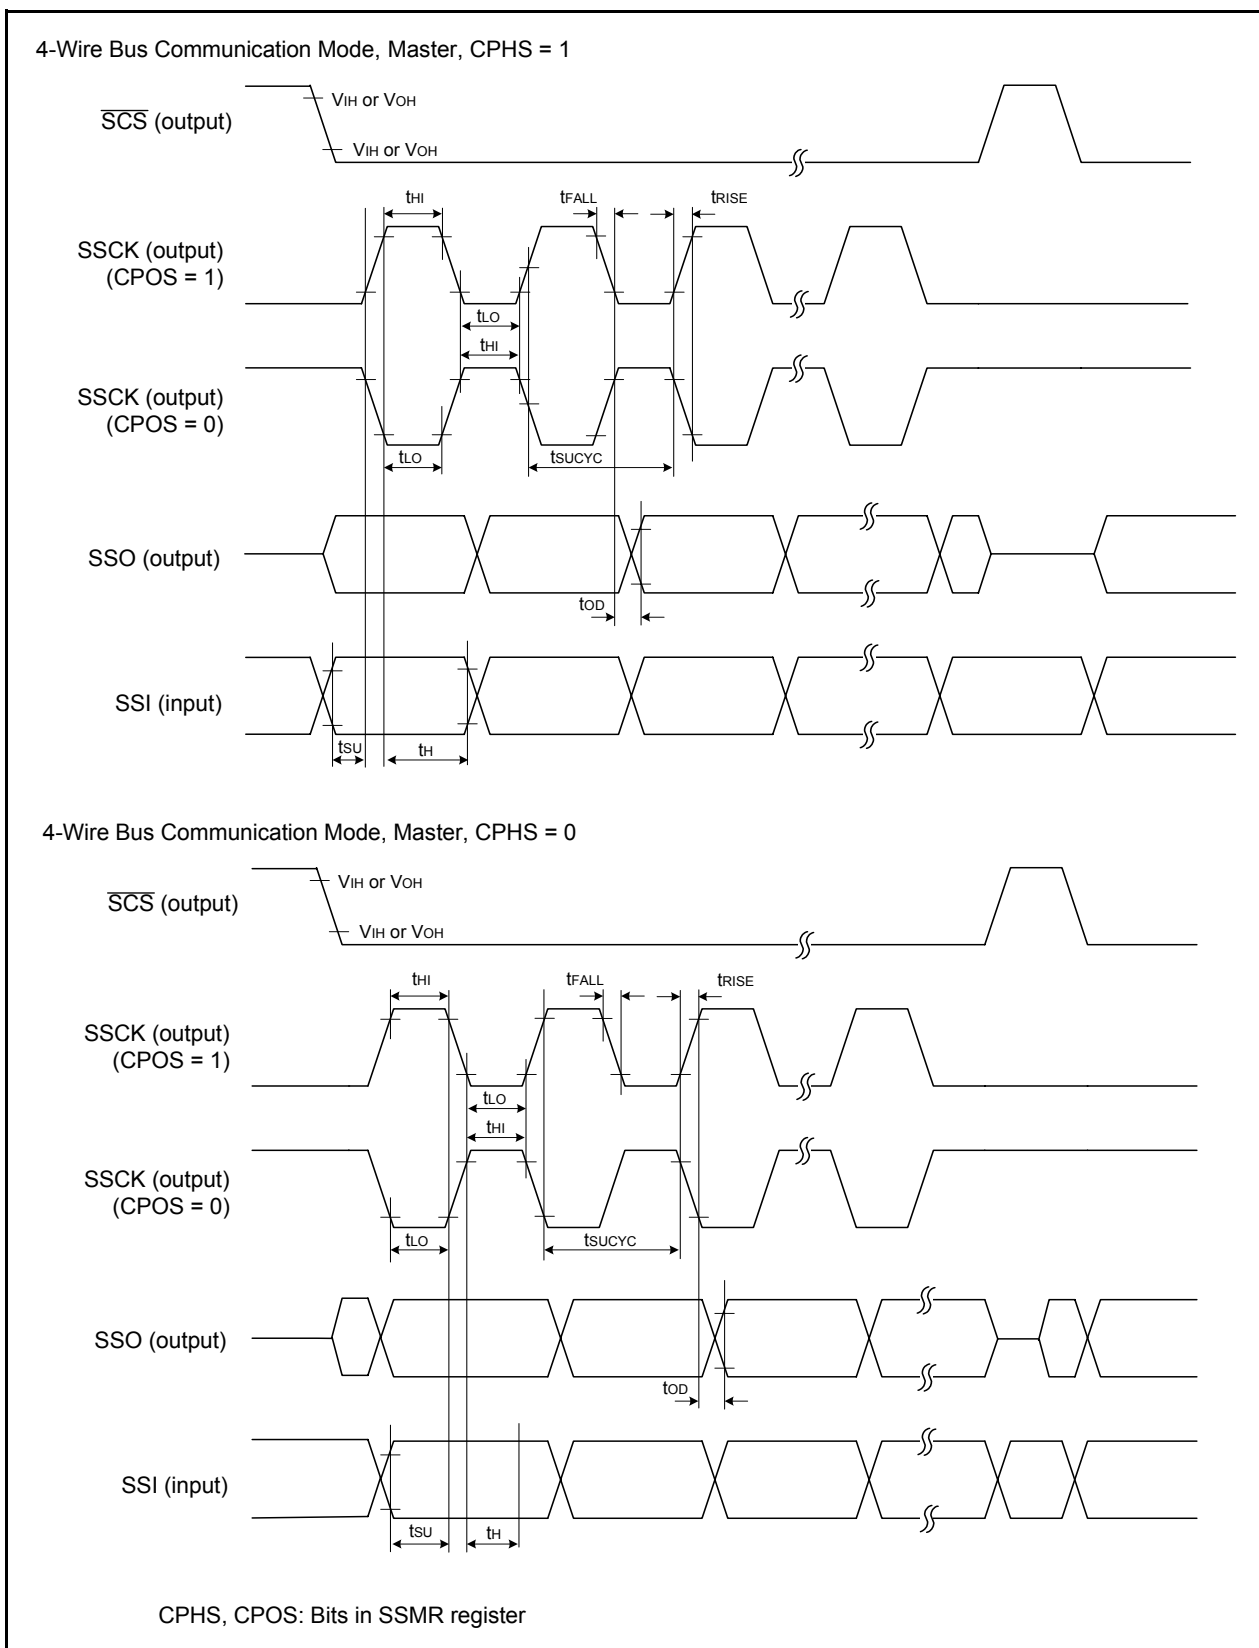 4-Wire Bus Communication Mode, Master, CPHS = 1
VIH or VOH
SCS (output)
VIH or VOH
tHI
tFALL
tRISE
SSCK (output)
(CPOS = 1)
tLO
tHI
SSCK (output)
(CPOS = 0)
tLO
tSUCYC
SSO (output)
tOD
SSI (input)
tSU
tH
4-Wire Bus Communication Mode, Master, CPHS = 0
VIH or VOH
SCS (output)
VIH or VOH
tHI
tFALL
tRISE
SSCK (output)
(CPOS = 1)
tLO
tHI
SSCK (output)
(CPOS = 0)
tLO
tSUCYC
SSO (output)
tOD
SSI (input)
tSU
tH
CPHS, CPOS: Bits in SSMR register